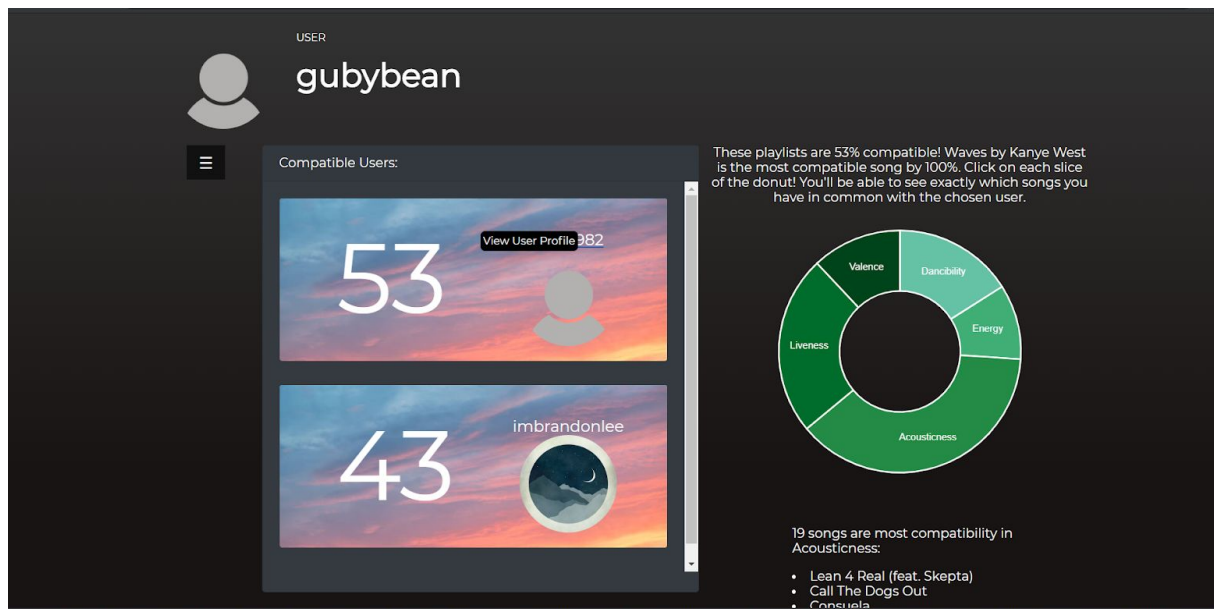 USER
gubybean
☰
Compatible Users:
53
View User Profile 982
43
imbrandonlee
These playlists are 53% compatible! Waves by Kanye West
is the most compatible song by 100%. Click on each slice
of the donut! You'll be able to see exactly which songs you
have in common with the chosen user.
Valence
Dancibility
Energy
Liveness
Acousticness
19 songs are most compatibility in
Acousticness:
• Lean 4 Real (feat. Skepta)
• Call The Dogs Out
• Consuela